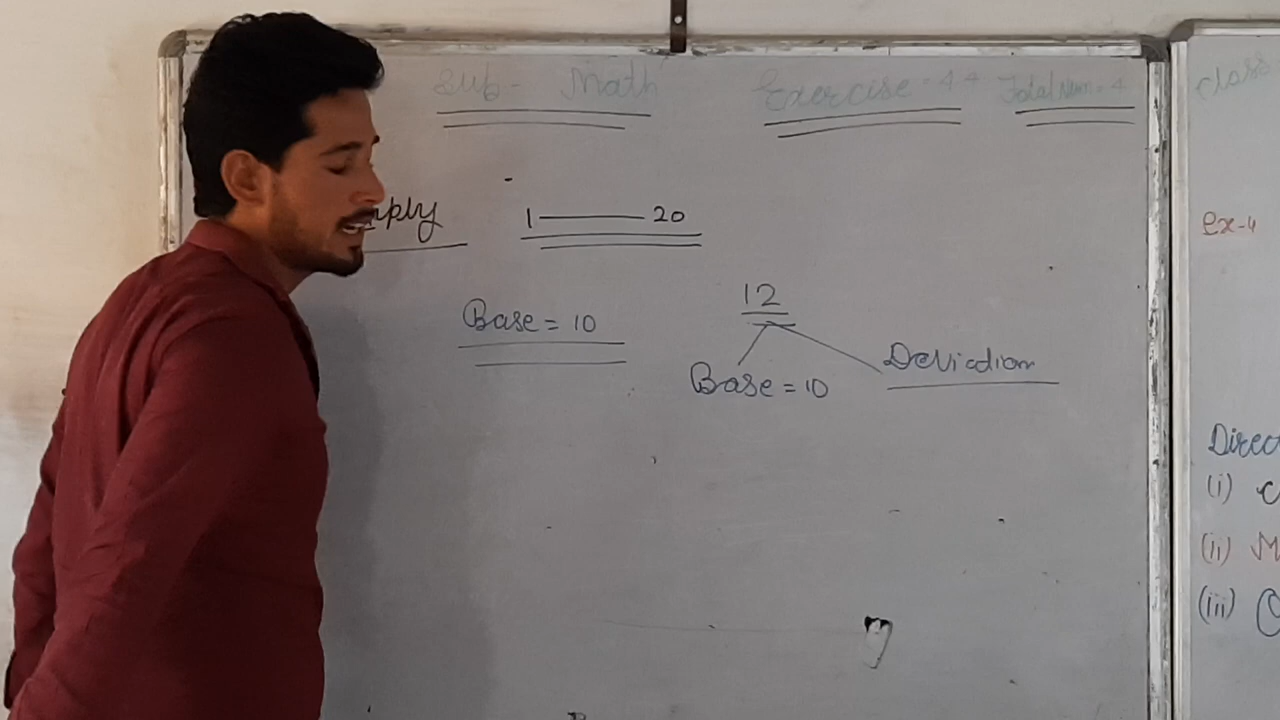 Sub - Math Exercise = 4.4 Total Num = 4
1 — 20
Base = 10
12
Base = 10
Deviation
class
Ex-4
Direc
(i)
(ii) M
(iii)